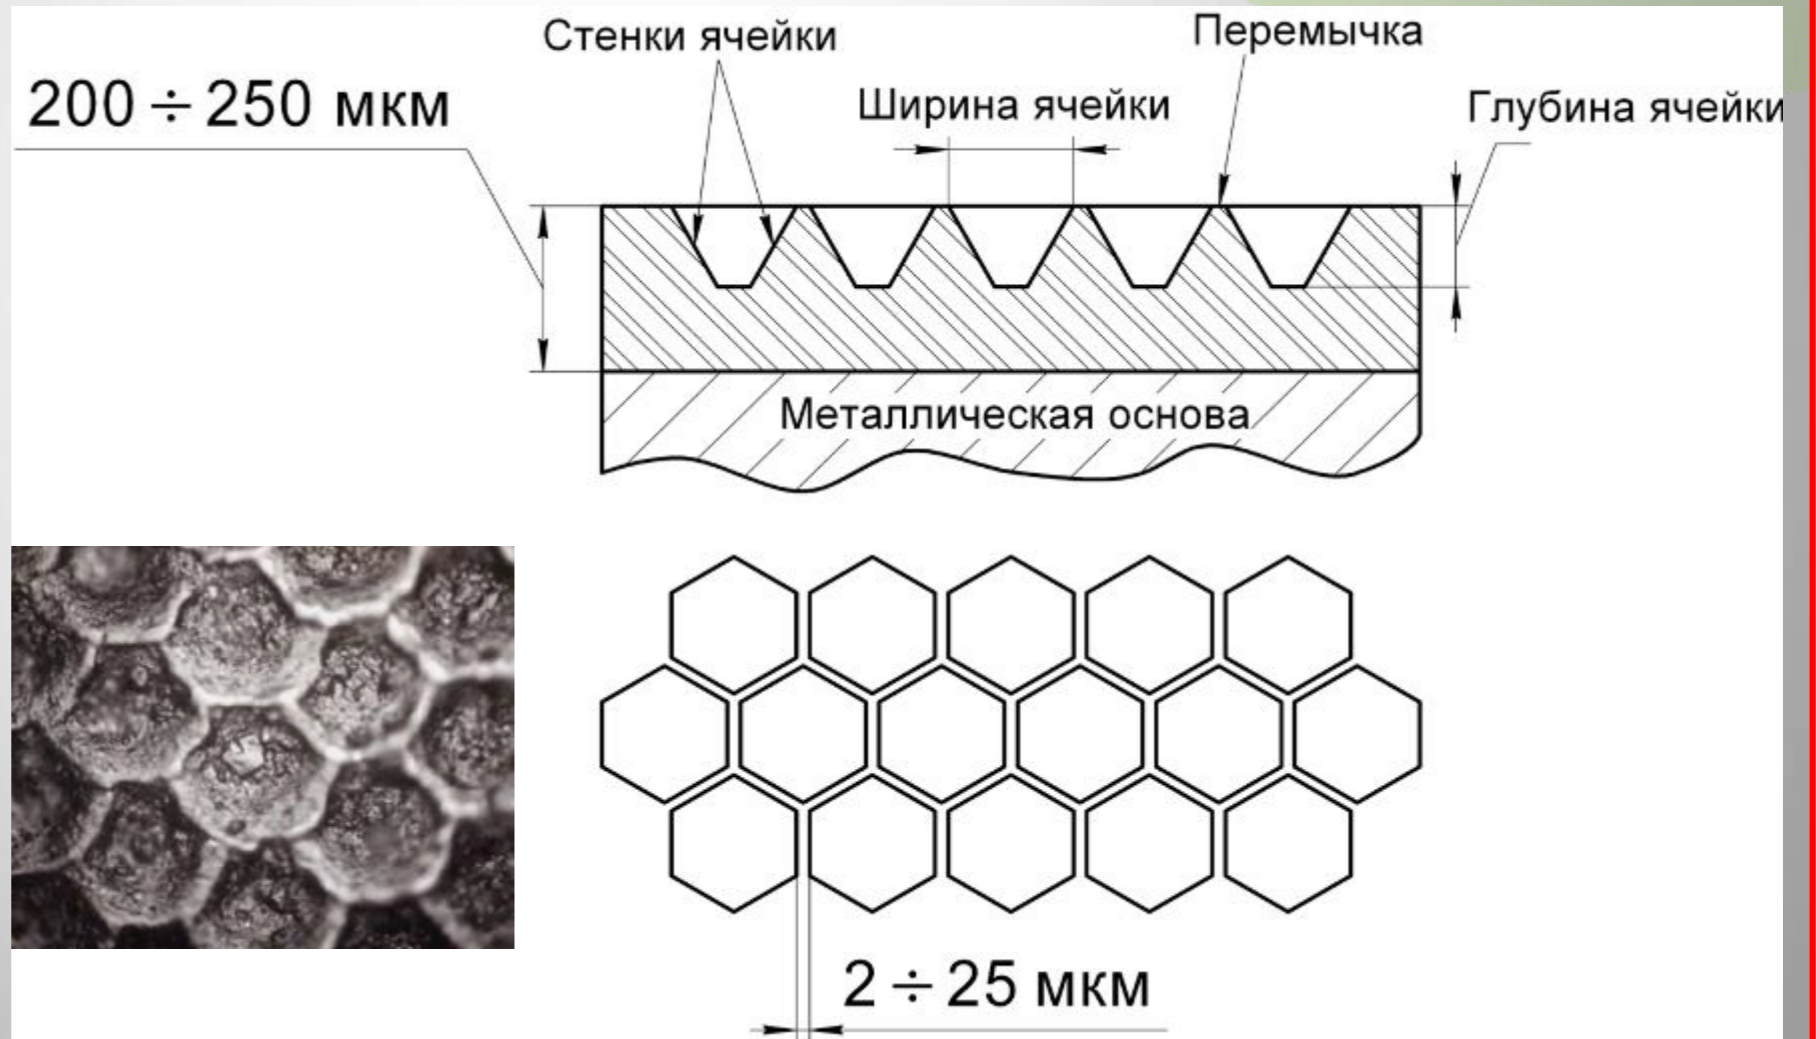 Стенки ячейки
Перемычка
200 ÷ 250 мкм
Ширина ячейки
Глубина ячейки
Металлическая основа
2 ÷ 25 мкм